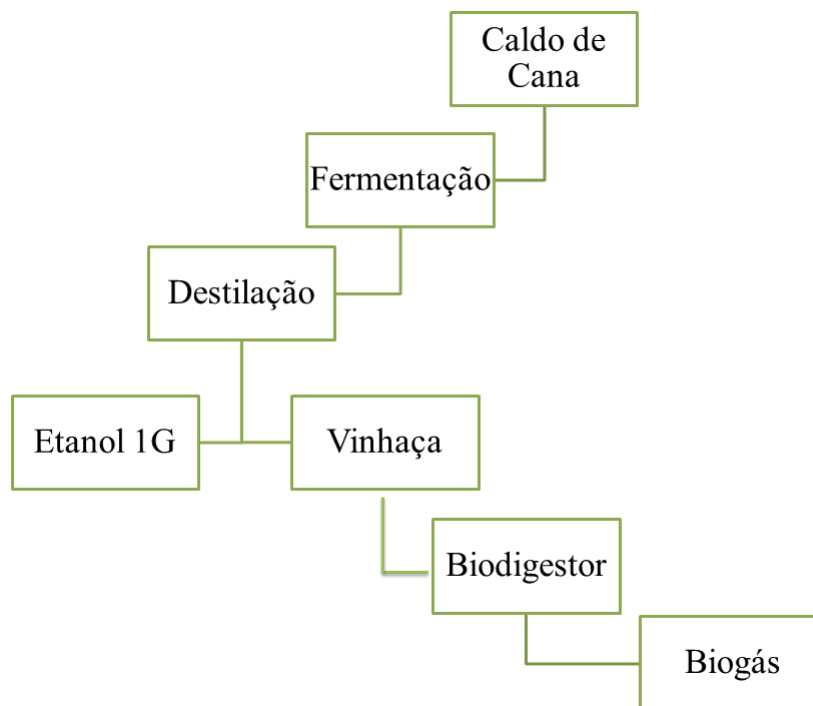 Caldo de
Cana
Fermentação
Destilação
Etanol 1G
Vinhaça
Biodigestor
Biogás